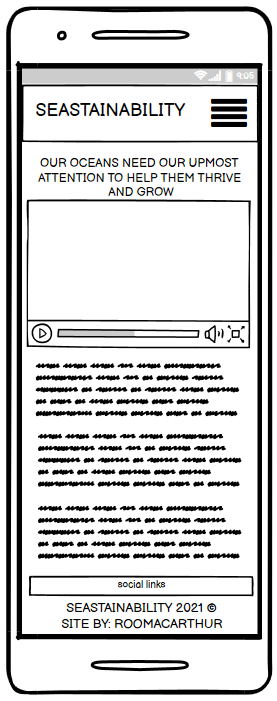 9:05
SEASTAINABILITY
OUR OCEANS NEED OUR UPMOST
ATTENTION TO HELP THEM THRIVE
AND GROW
social links
SEASTAINABILITY 2021 ©
SITE BY: ROOMACARTHUR